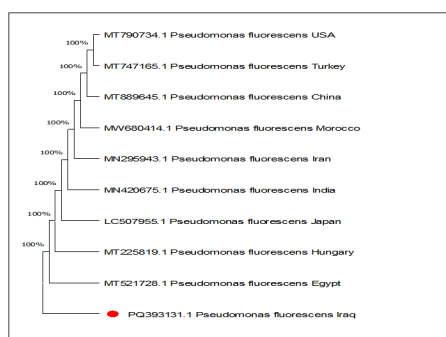 MT790734.1 Pseudomonas fluorescens USA
100%
MT747165.1 Pseudomonas fluorescens Turkey
100%
MT889645.1 Pseudomonas fluorescens China
100%
MW680414.1 Pseudomonas fluorescens Morocco
100%
MN295943.1 Pseudomonas fluorescens Iran
100%
MN420675.1 Pseudomonas fluorescens India
100%
LC507955.1 Pseudomonas fluorescens Japan
100%
MT225819.1 Pseudomonas fluorescens Hungary
100%
MT521728.1 Pseudomonas fluorescens Egypt
PQ393131.1 Pseudomonas fluorescens Iraq